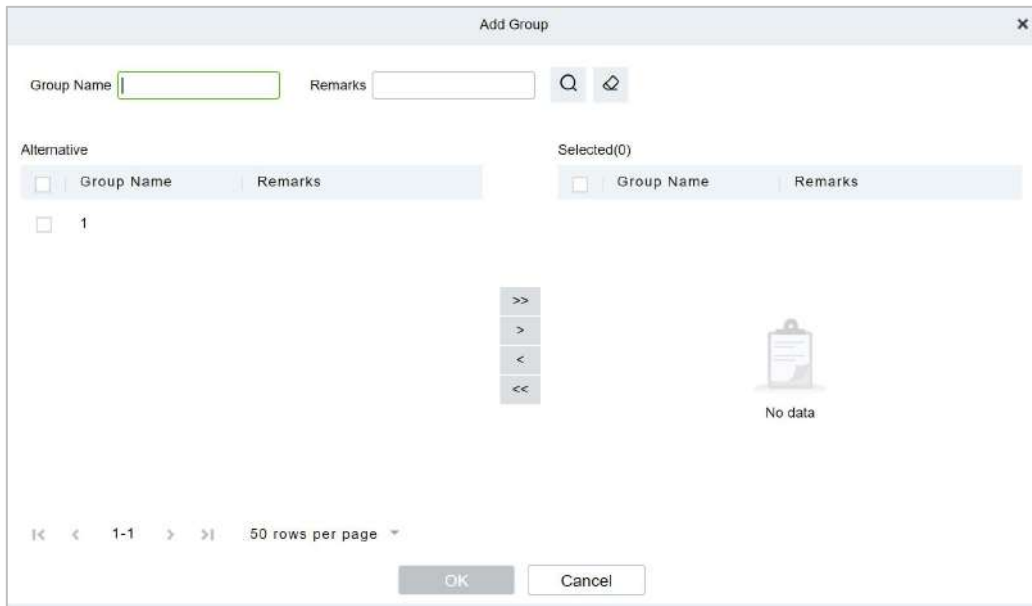 Add Group
Group Name
Remarks
Alternative
Selected(0)
Group Name Remarks
Group Name Remarks
1
>>
>
<
<<
No data
1-1 50 rows per page
OK
Cancel